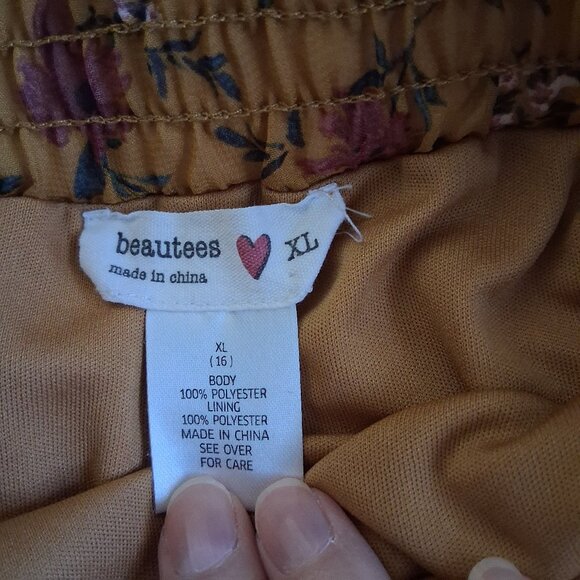 beautees XL
made in china
XL
(16)
BODY
100% POLYESTER
LINING
100% POLYESTER
MADE IN CHINA
SEE OVER
FOR CARE